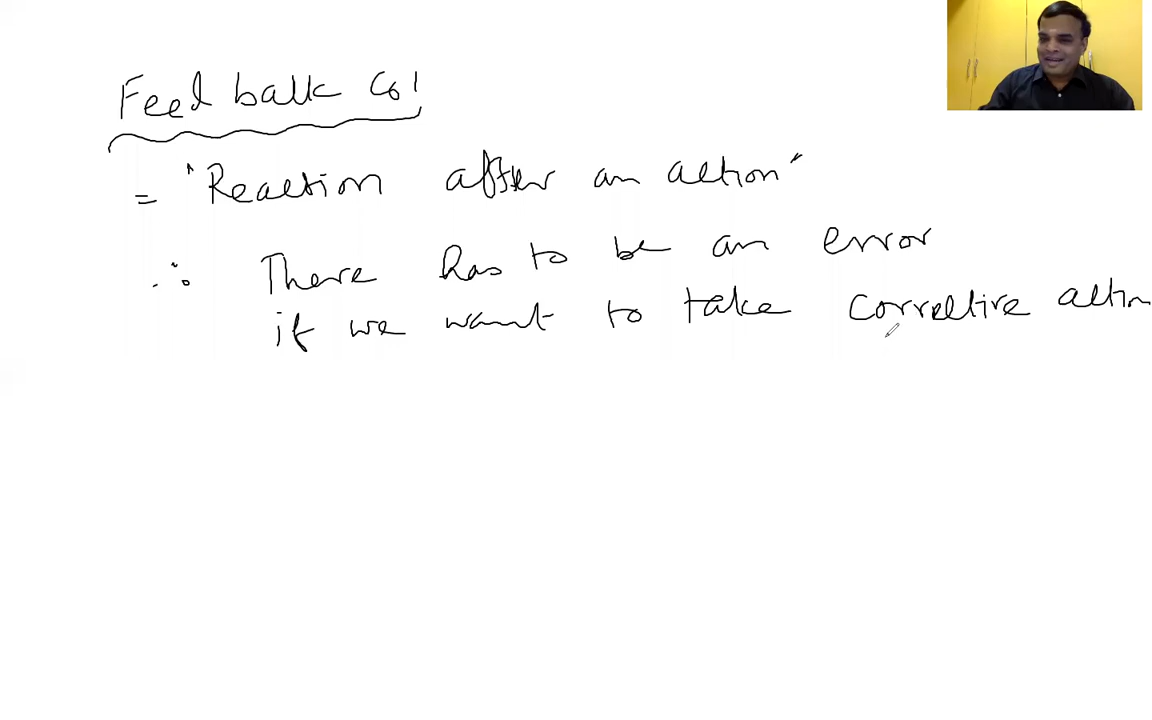 Feed back Col
= "Reaction after an action"
∴ There has to be an error
if we want to take corrective action